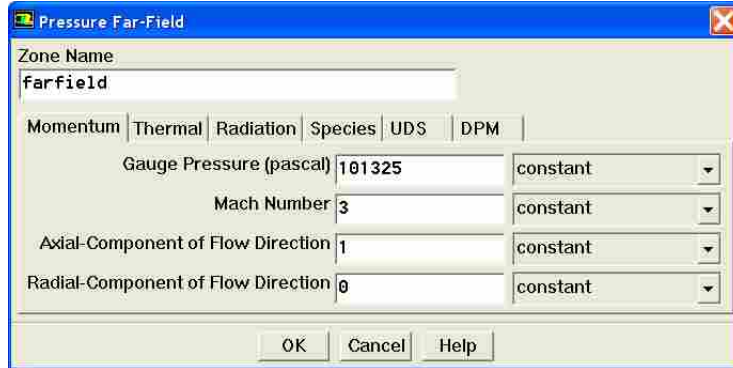 Pressure Far-Field
Zone Name
farfield
Momentum Thermal Radiation Species UDS DPM
Gauge Pressure (pascal) 101325 constant
Mach Number 3 constant
Axial-Component of Flow Direction 1 constant
Radial-Component of Flow Direction 0 constant
OK Cancel Help